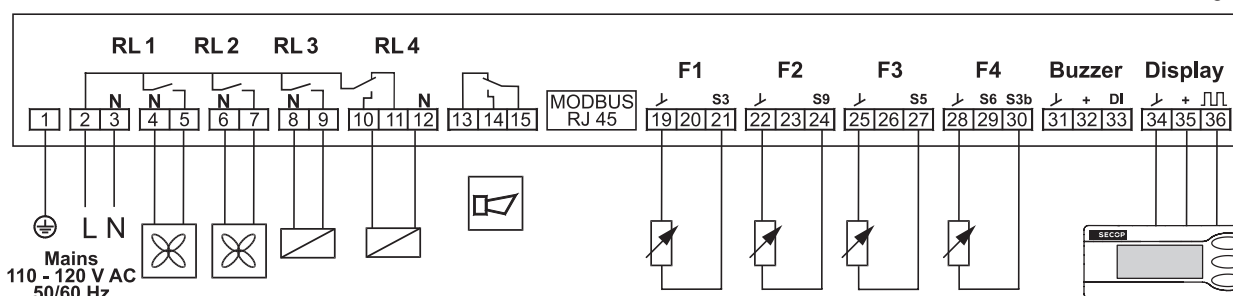 RL 1 RL 2 RL 3 RL 4
F1 F2 F3 F4 Buzzer Display
N N N N N
MODBUS
RJ 45
S3 S9 S5 S6 S3b + DI +
1 2 3 4 5 6 7 8 9 10 11 12 13 14 15 19 20 21 22 23 24 25 26 27 28 29 30 31 32 33 34 35 36
L N
SECOP
Mains
110 - 120 V AC
50/60 Hz